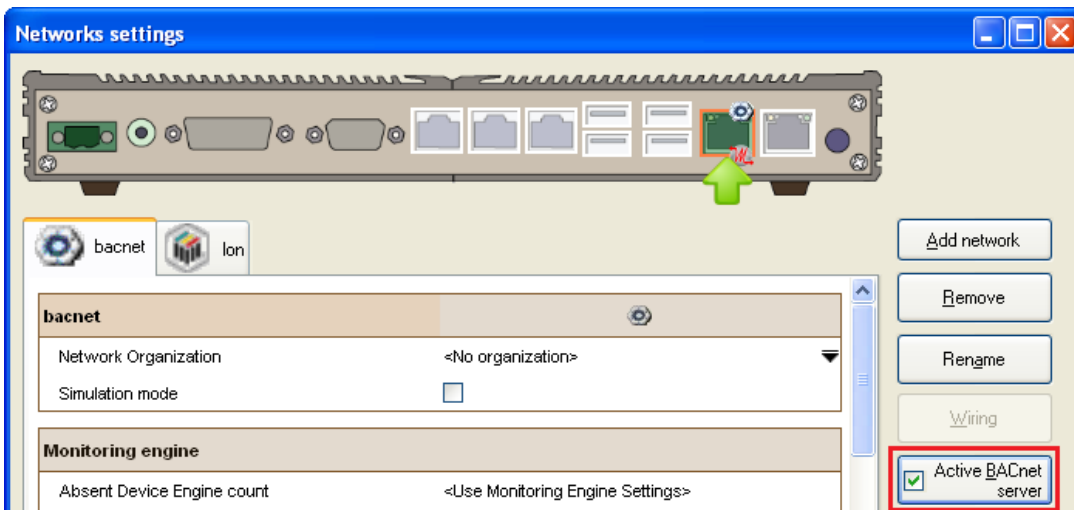 Networks settings
bacnet
lon
Add network
Remove
Rename
Wiring
Active BACnet
server
bacnet
Network Organization <No organization>
Simulation mode
Monitoring engine
Absent Device Engine count <Use Monitoring Engine Settings>